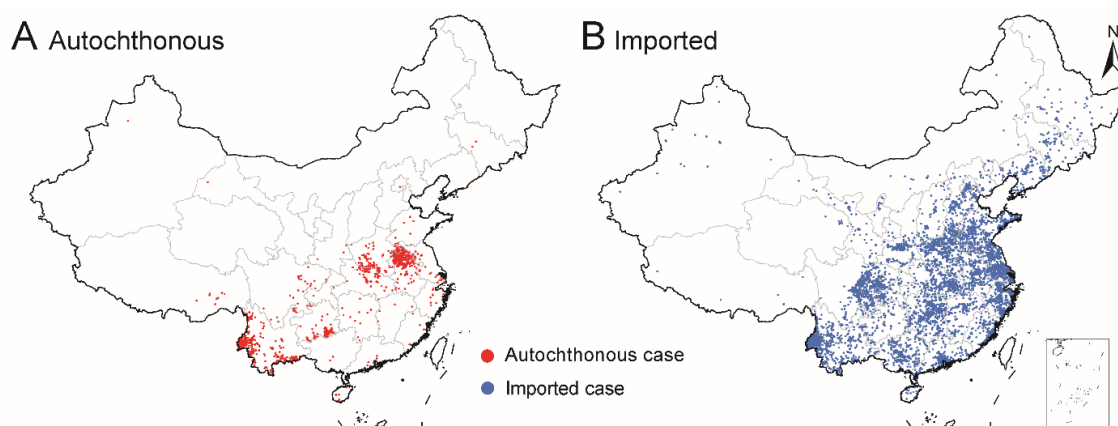 A Autochthonous
B Imported
N
Autochthonous case
Imported case